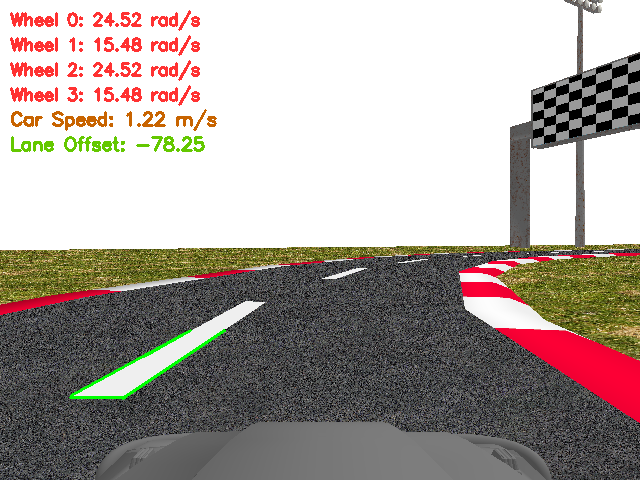 Wheel 0: 24.52 rad/s
Wheel 1: 15.48 rad/s
Wheel 2: 24.52 rad/s
Wheel 3: 15.48 rad/s
Car Speed: 1.22 m/s
Lane Offset: -78.25